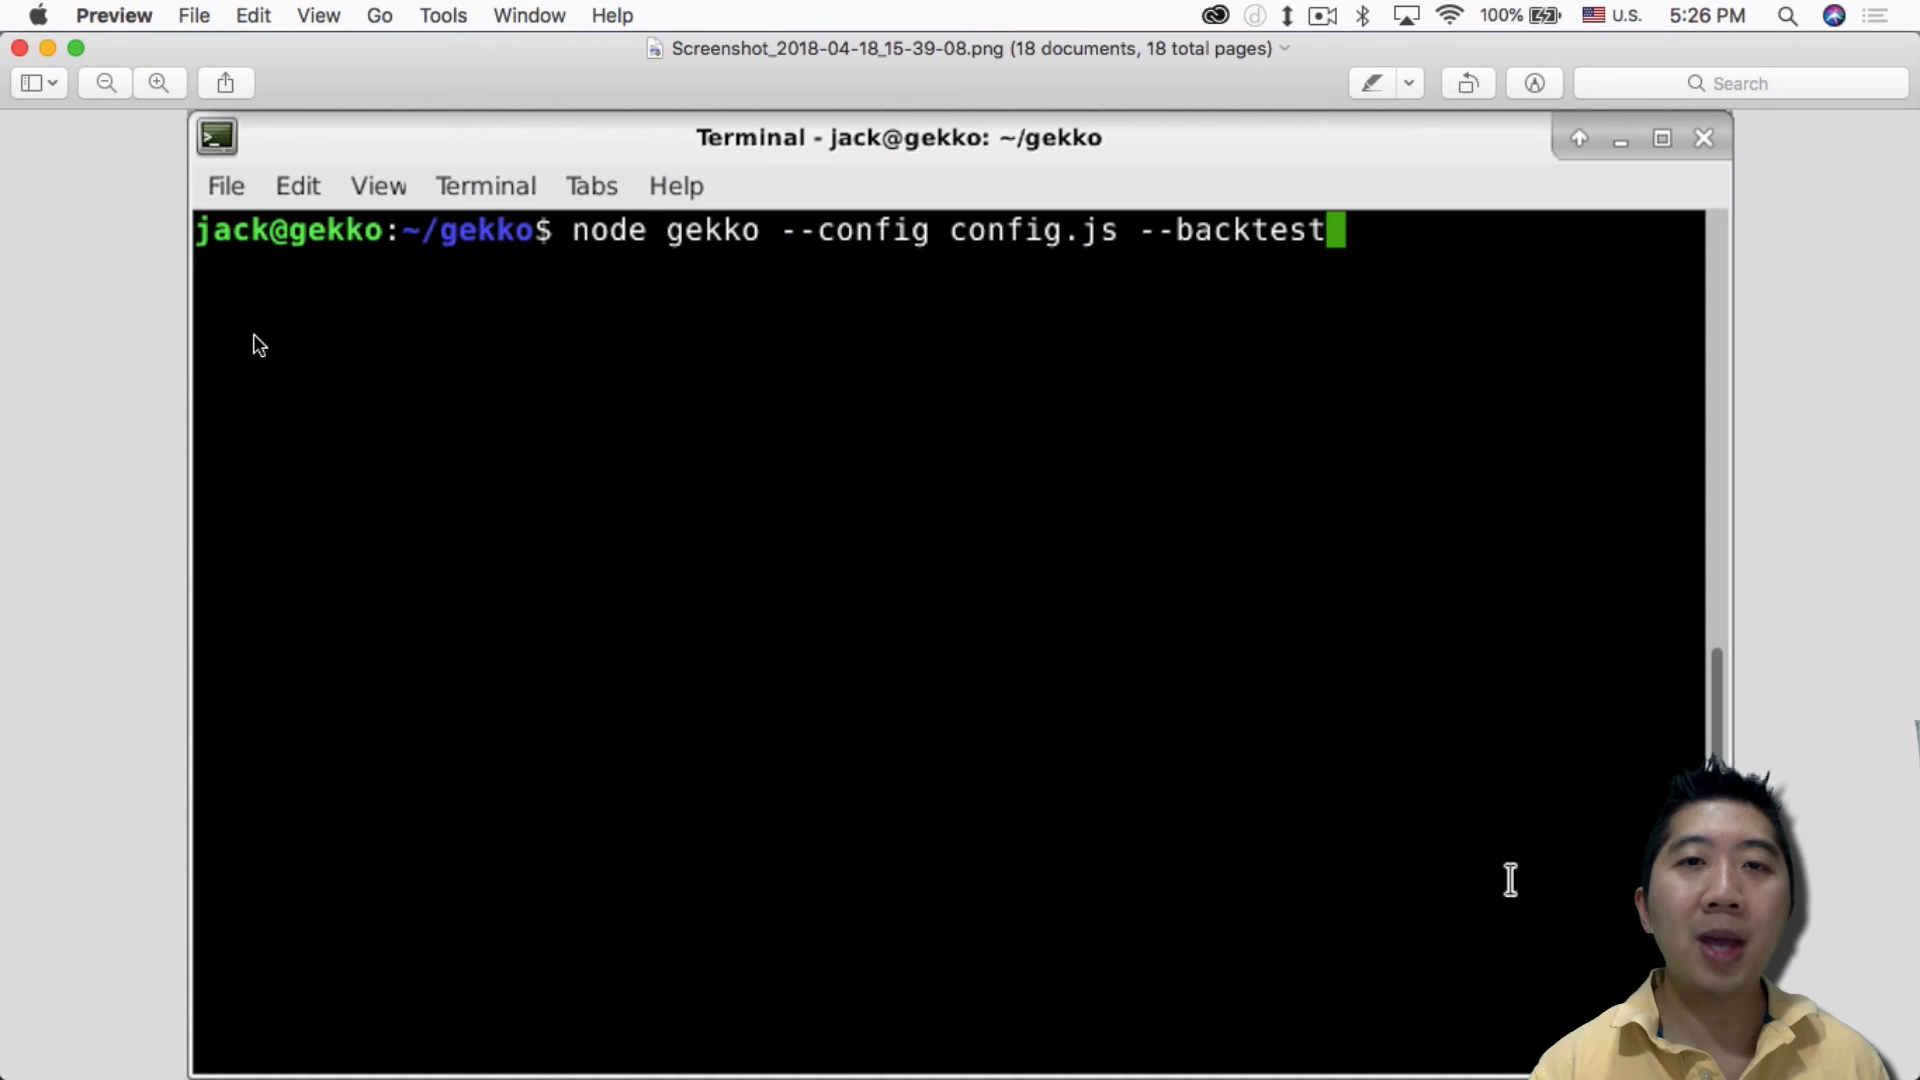 Preview File Edit View Go Tools Window Help 100% U.S. 5:26 PM
Screenshot_2018-04-18_15-39-08.png (18 documents, 18 total pages)
Search
Terminal - jack@gekko: ~/gekko
File Edit View Terminal Tabs Help
jack@gekko:~/gekko$ node gekko --config config.js --backtest